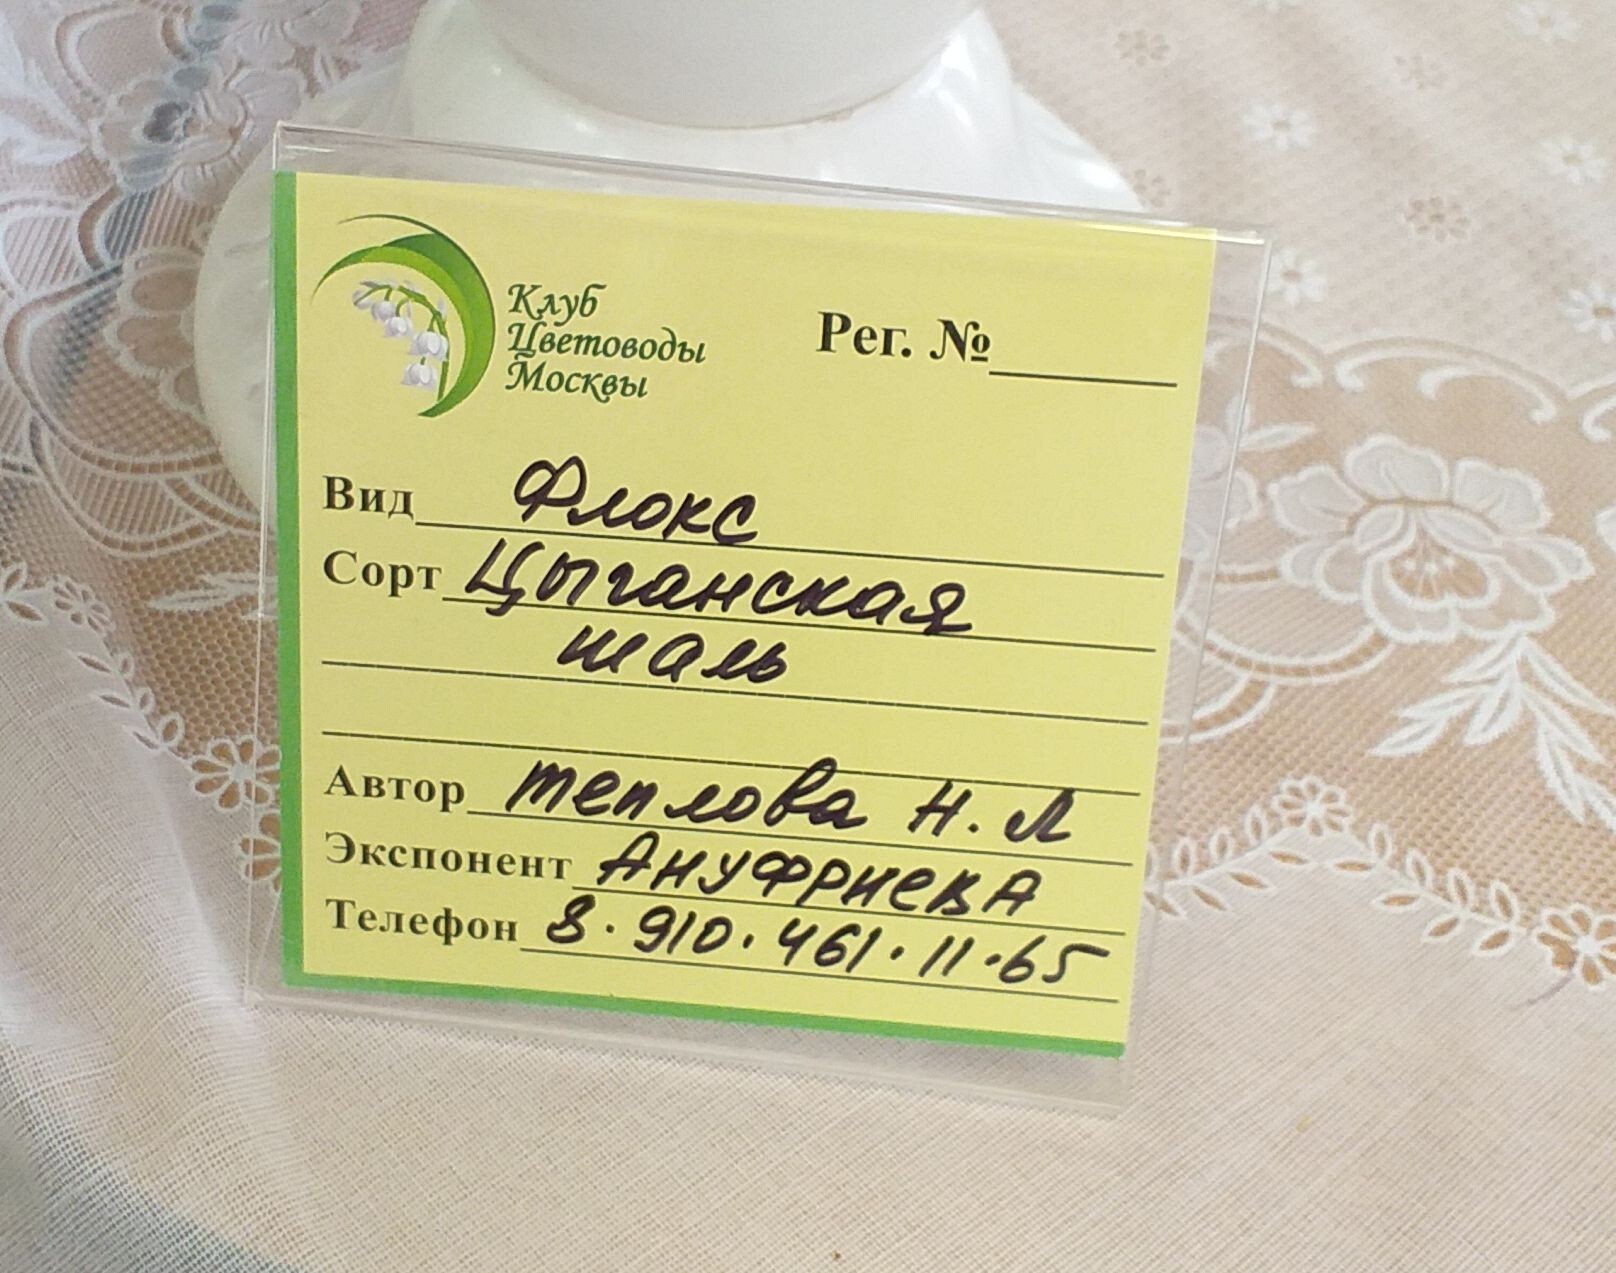 Клуб
Цветоводы
Москвы
Рег. №
Вид Флокс
Сорт Цыганская
шаль
Автор Теплова Н. Л
Экспонент Ануфриева
Телефон 8·910·461·11·65